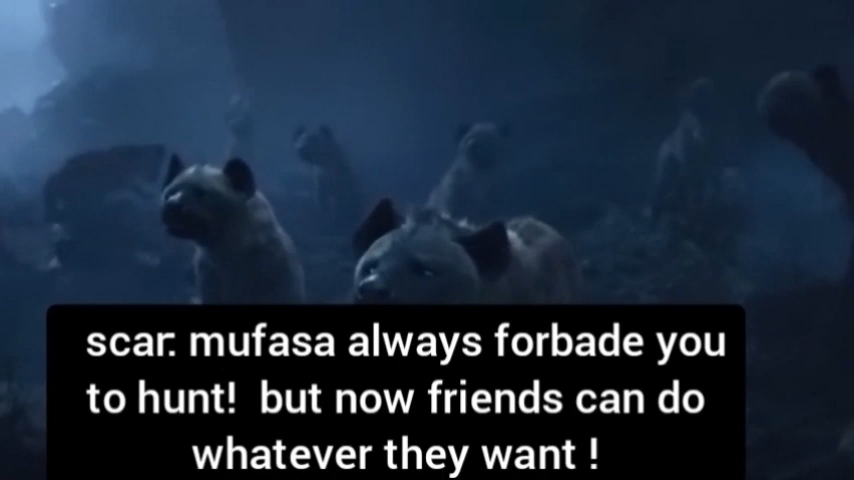 scar: mufasa always forbade you
to hunt!  but now friends can do
whatever they want !